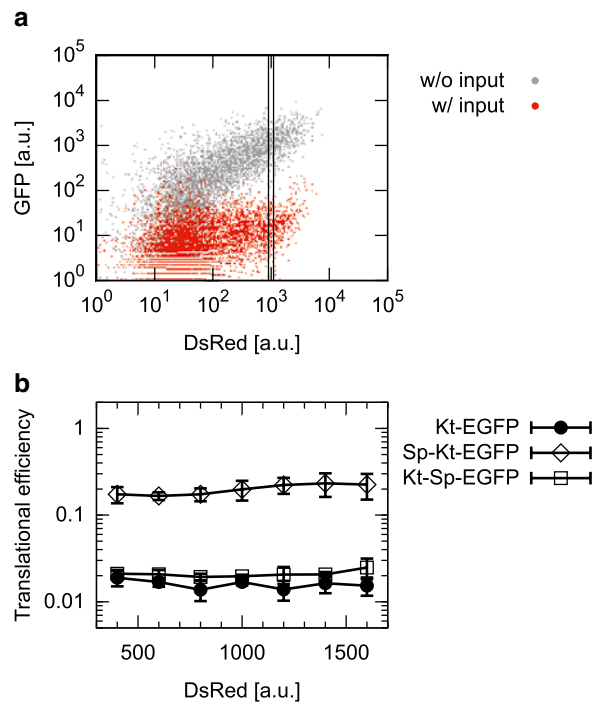 a
10^5
10^4
10^3
10^2
10^1
10^0
GFP [a.u.]
10^0 10^1 10^2 10^3 10^4 10^5
DsRed [a.u.]
w/o input
w/ input
b
1
0.1
0.01
Translational efficiency
500 1000 1500
DsRed [a.u.]
Kt-EGFP
Sp-Kt-EGFP
Kt-Sp-EGFP